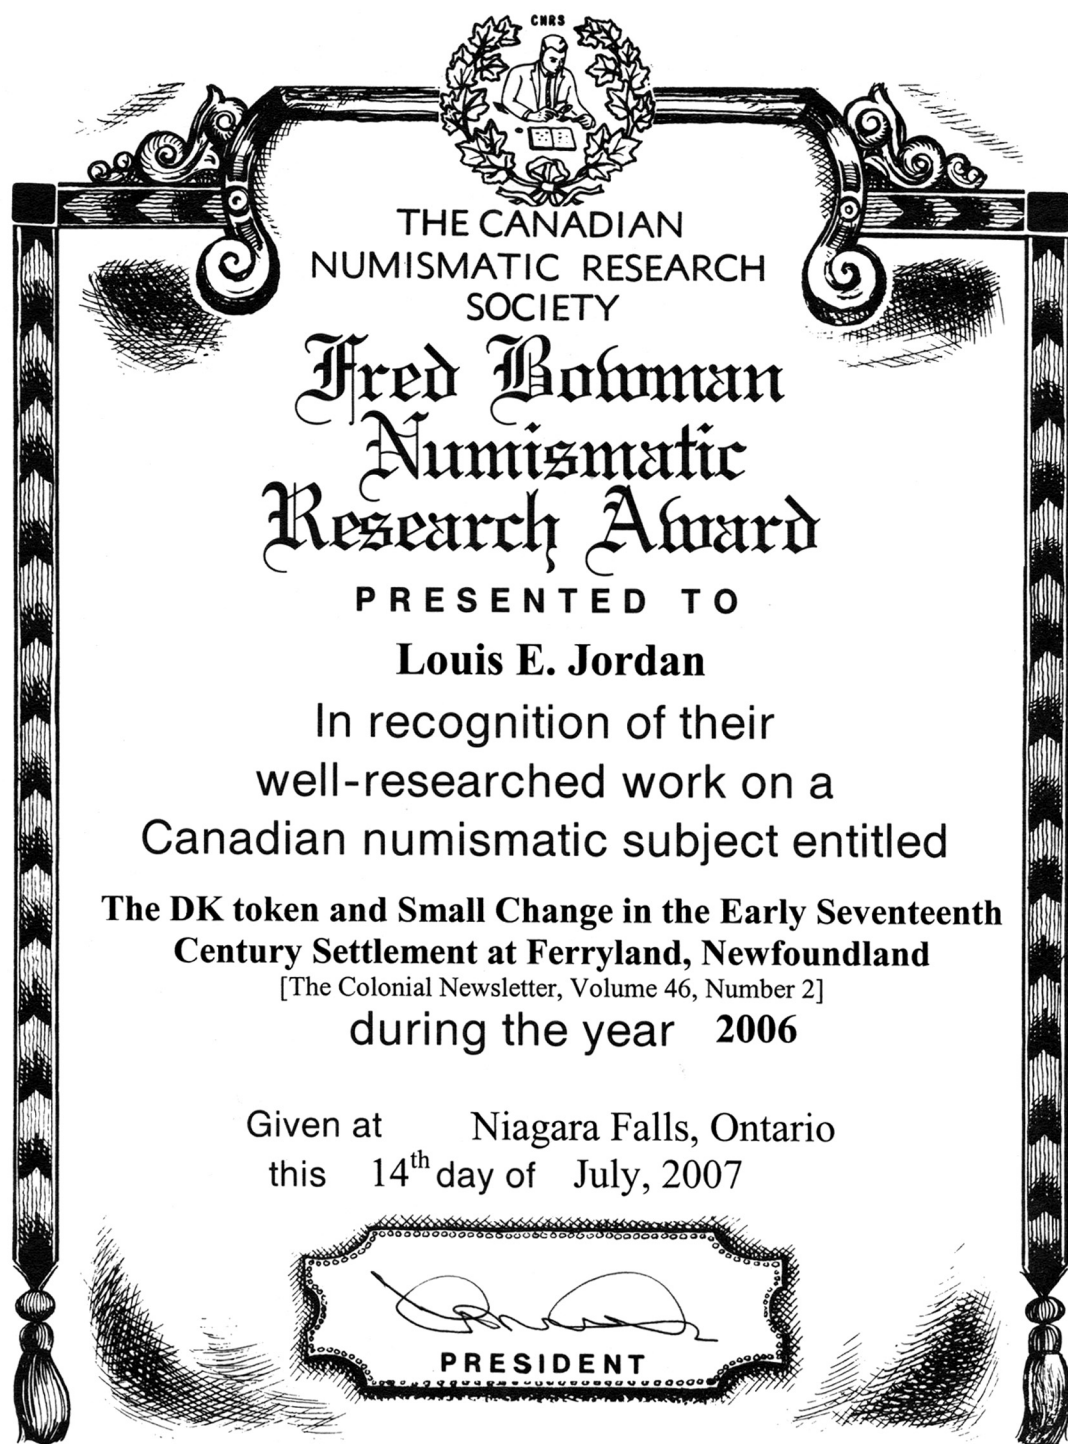 CNRS
THE CANADIAN
NUMISMATIC RESEARCH
SOCIETY
Fred Bowman
Numismatic
Research Award
PRESENTED TO
Louis E. Jordan
In recognition of their
well-researched work on a
Canadian numismatic subject entitled
The DK token and Small Change in the Early Seventeenth
Century Settlement at Ferryland, Newfoundland
[The Colonial Newsletter, Volume 46, Number 2]
during the year 2006
Given at Niagara Falls, Ontario
this 14th day of July, 2007
PRESIDENT